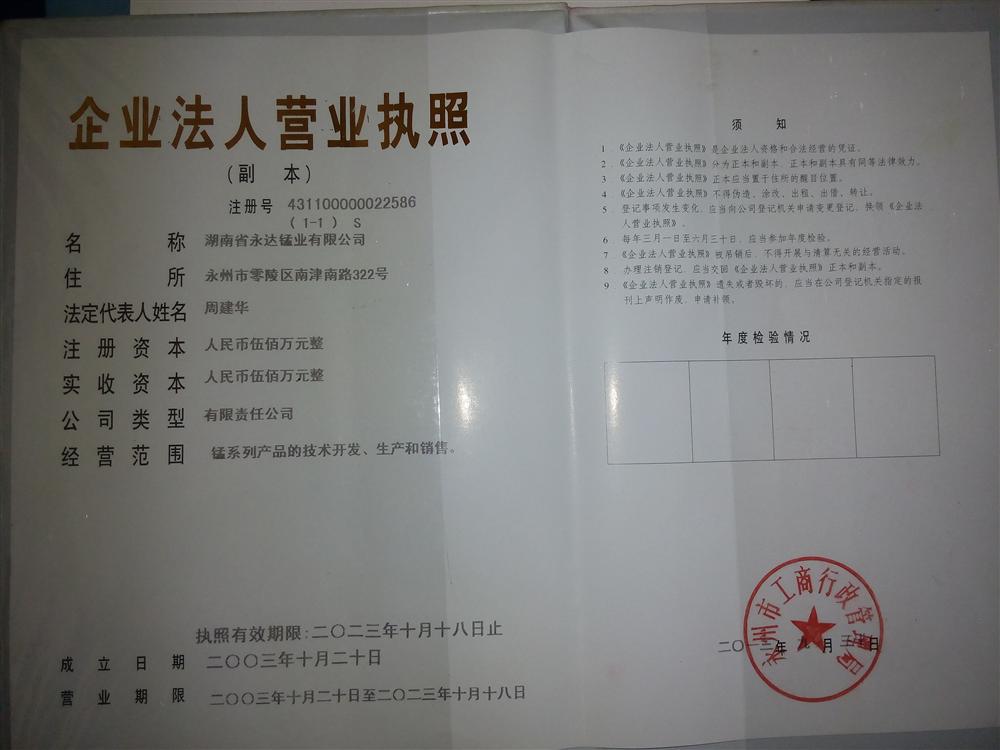 企业法人营业执照
（副 本）
注册号 431100000022586
（1-1） S
名 称 湖南省永达锰业有限公司
住 所 永州市零陵区南津南路322号
法定代表人姓名 周建华
注册资本 人民币伍佰万元整
实收资本 人民币伍佰万元整
公司类型 有限责任公司
经营范围 锰系列产品的技术开发、生产和销售。
执照有效期限:二〇二三年十月十八日止
成立日期 二〇〇三年十月二十日
营业期限 二〇〇三年十月二十日至二〇二三年十月十八日
须 知
1．《企业法人营业执照》是企业法人资格和合法经营的凭证。
2．《企业法人营业执照》分为正本和副本，正本和副本具有同等法律效力。
3 《企业法人营业执照》正本应当置于住所的醒目位置。
4 《企业法人营业执照》不得伪造、涂改、出租、出借、转让。
5．登记事项发生变化，应当向公司登记机关申请变更登记，换领《企业法
人营业执照》。
6．每年三月一日至六月三十日，应当参加年度检验。
7 《企业法人营业执照》被吊销后，不得开展与清算无关的经营活动。
8．办理注销登记，应当交回《企业法人营业执照》正本和副本。
9 《企业法人营业执照》遗失或者毁坏的，应当在公司登记机关指定的报
刊上声明作废，申请补领。
年度检验情况
永州市工商行政管理局
年 月 日